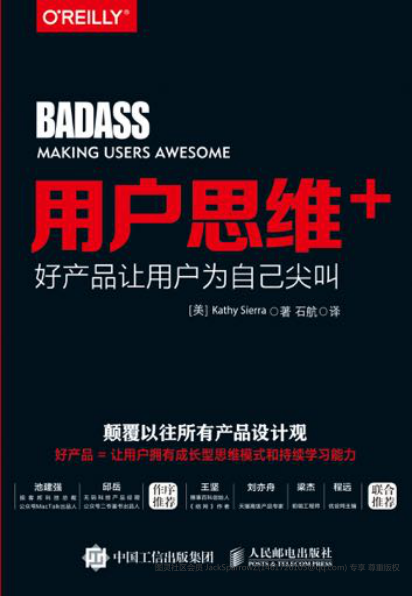 O'REILLY®
BADASS
MAKING USERS AWESOME
用户思维+
好产品让用户为自己尖叫
[美] Kathy Sierra ○著 石航○译
颠覆以往所有产品设计观
好产品 = 让用户拥有成长型思维模式和持续学习能力
池建强 邱岳 作序推荐 王坚 刘亦舟 梁杰 程远 联合推荐
中国工信出版集团 人民邮电出版社
POSTS & TELECOM PRESS